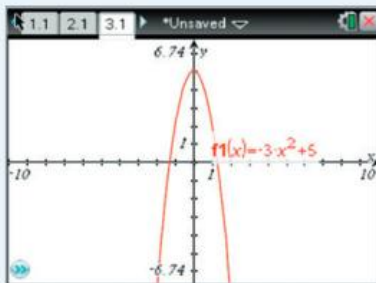 1.1 2.1 3.1 *Unsaved
6.74 y
1
f1(x)=-3·x²+5
x
-10 1 10
-6.74